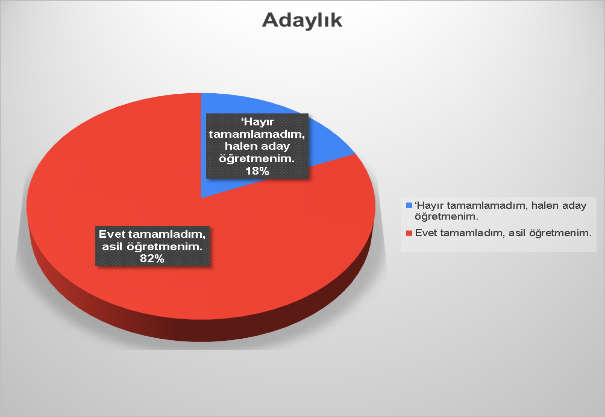 Adaylık
‘Hayır
tamamlamadım,
halen aday
öğretmenim.
18%
Evet tamamladım,
asil öğretmenim.
82%
‘Hayır tamamlamadım, halen aday
öğretmenim.
Evet tamamladım, asil öğretmenim.